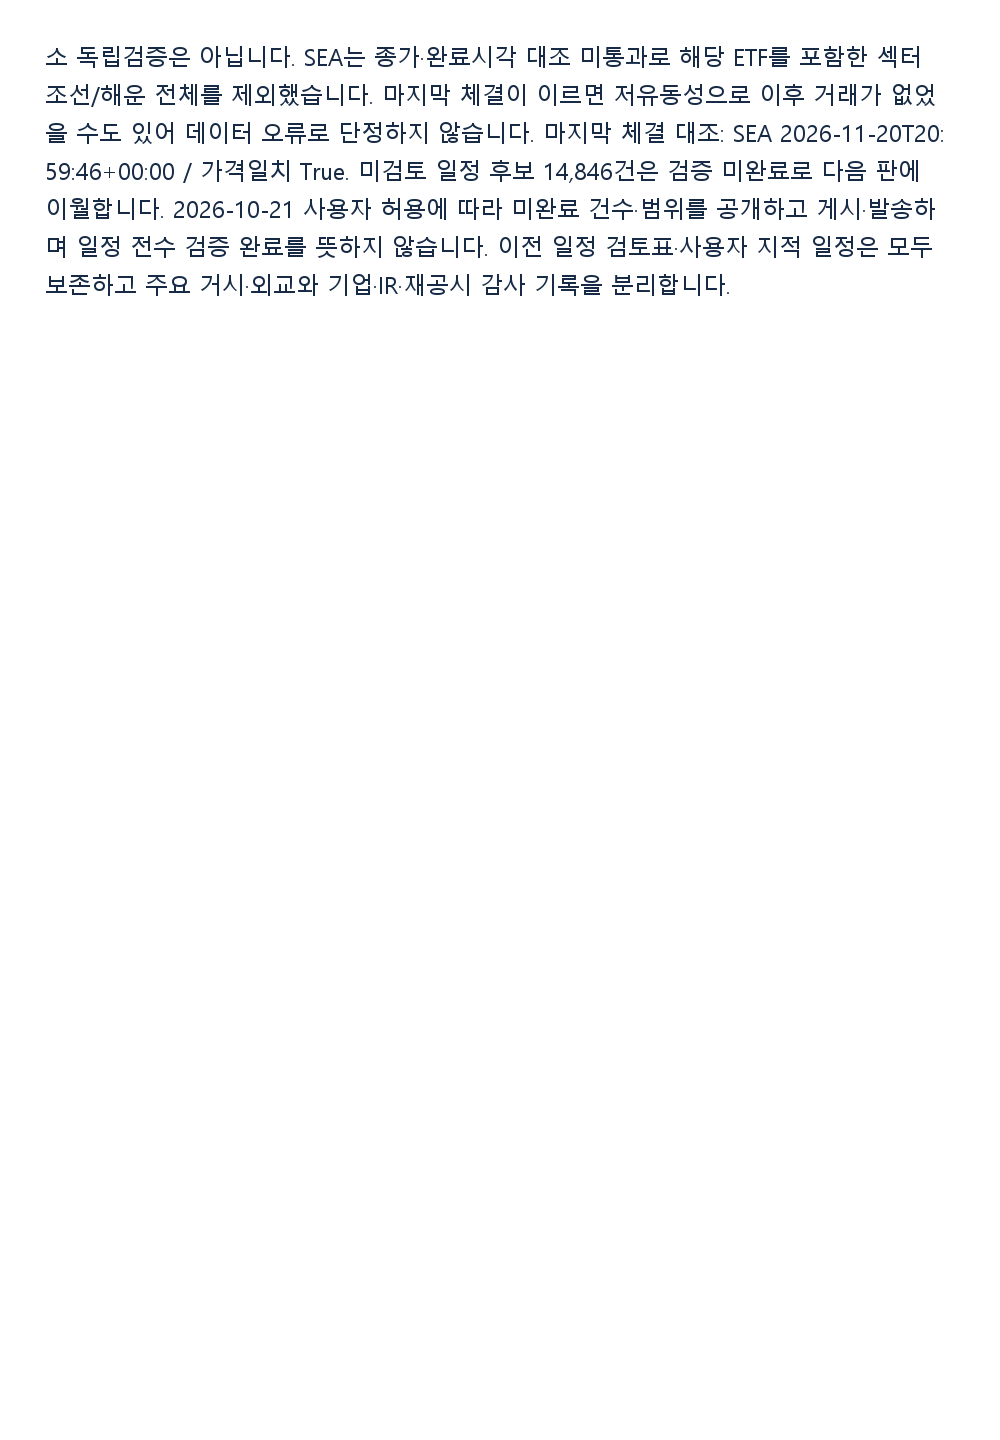 소 독립검증은 아닙니다. SEA는 종가·완료시각 대조 미통과로 해당 ETF를 포함한 섹터
조선/해운 전체를 제외했습니다. 마지막 체결이 이르면 저유동성으로 이후 거래가 없었
을 수도 있어 데이터 오류로 단정하지 않습니다. 마지막 체결 대조: SEA 2026-11-20T20:
59:46+00:00 / 가격일치 True. 미검토 일정 후보 14,846건은 검증 미완료로 다음 판에
이월합니다. 2026-10-21 사용자 허용에 따라 미완료 건수·범위를 공개하고 게시·발송하
며 일정 전수 검증 완료를 뜻하지 않습니다. 이전 일정 검토표·사용자 지적 일정은 모두
보존하고 주요 거시·외교와 기업·IR·재공시 감사 기록을 분리합니다.